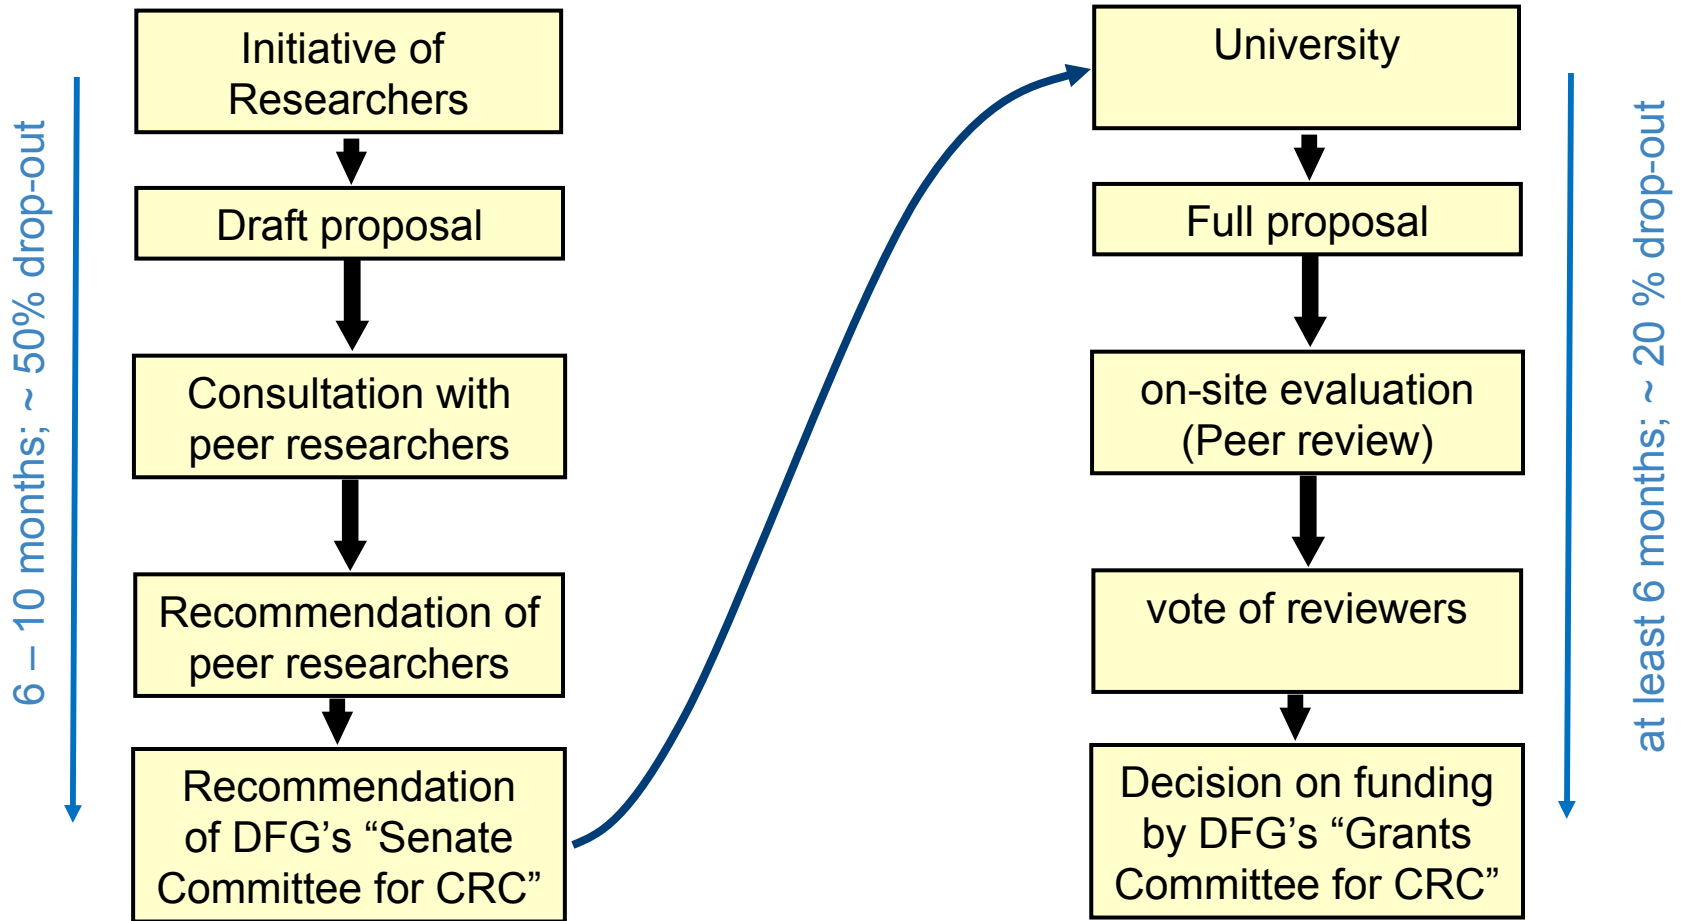 6 – 10 months; ~ 50% drop-out
Initiative of
Researchers
Draft proposal
Consultation with
peer researchers
Recommendation of
peer researchers
Recommendation
of DFG’s “Senate
Committee for CRC”
University
Full proposal
on-site evaluation
(Peer review)
vote of reviewers
Decision on funding
by DFG’s “Grants
Committee for CRC”
at least 6 months; ~ 20 % drop-out